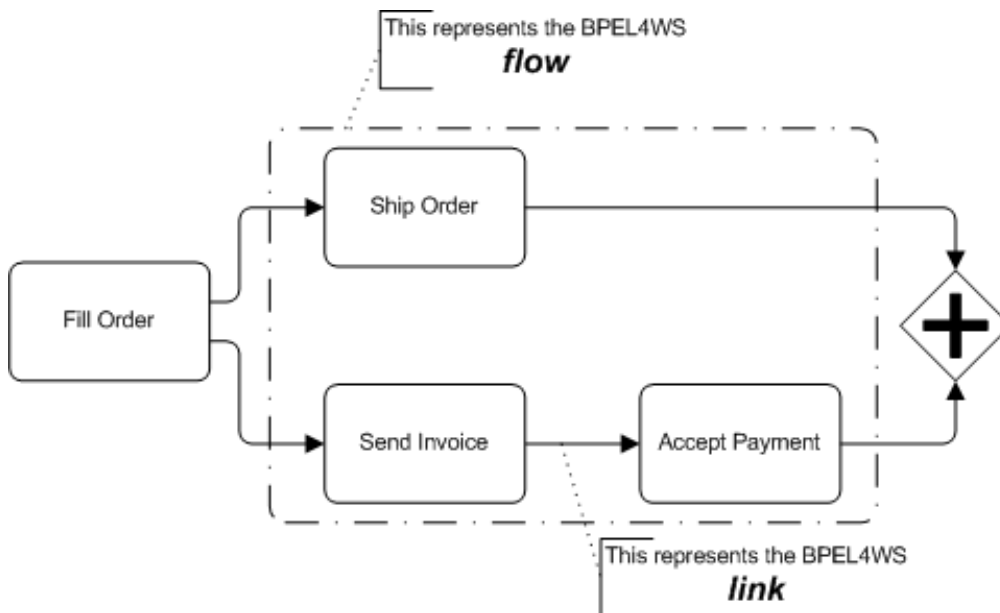 This represents the BPEL4WS
flow
Ship Order
Fill Order
Send Invoice
Accept Payment
This represents the BPEL4WS
link